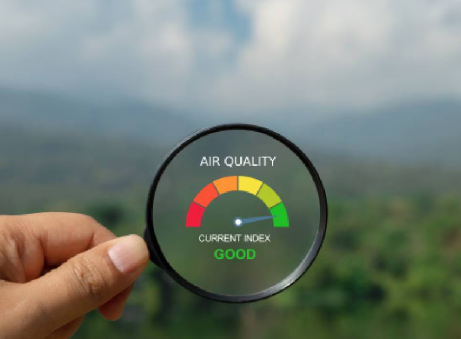 AIR QUALITY
CURRENT INDEX
GOOD